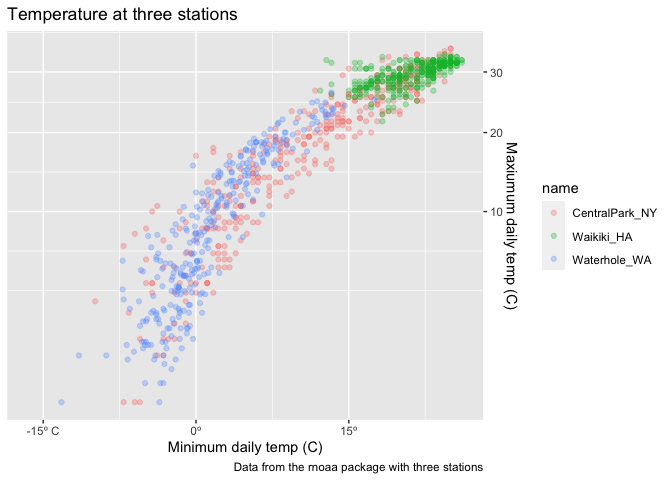 Temperature at three stations
30
20
10
Maxiumum daily temp (C)
name
CentralPark_NY
Waikiki_HA
Waterhole_WA
-15º C
0º
15º
Minimum daily temp (C)
Data from the moaa package with three stations